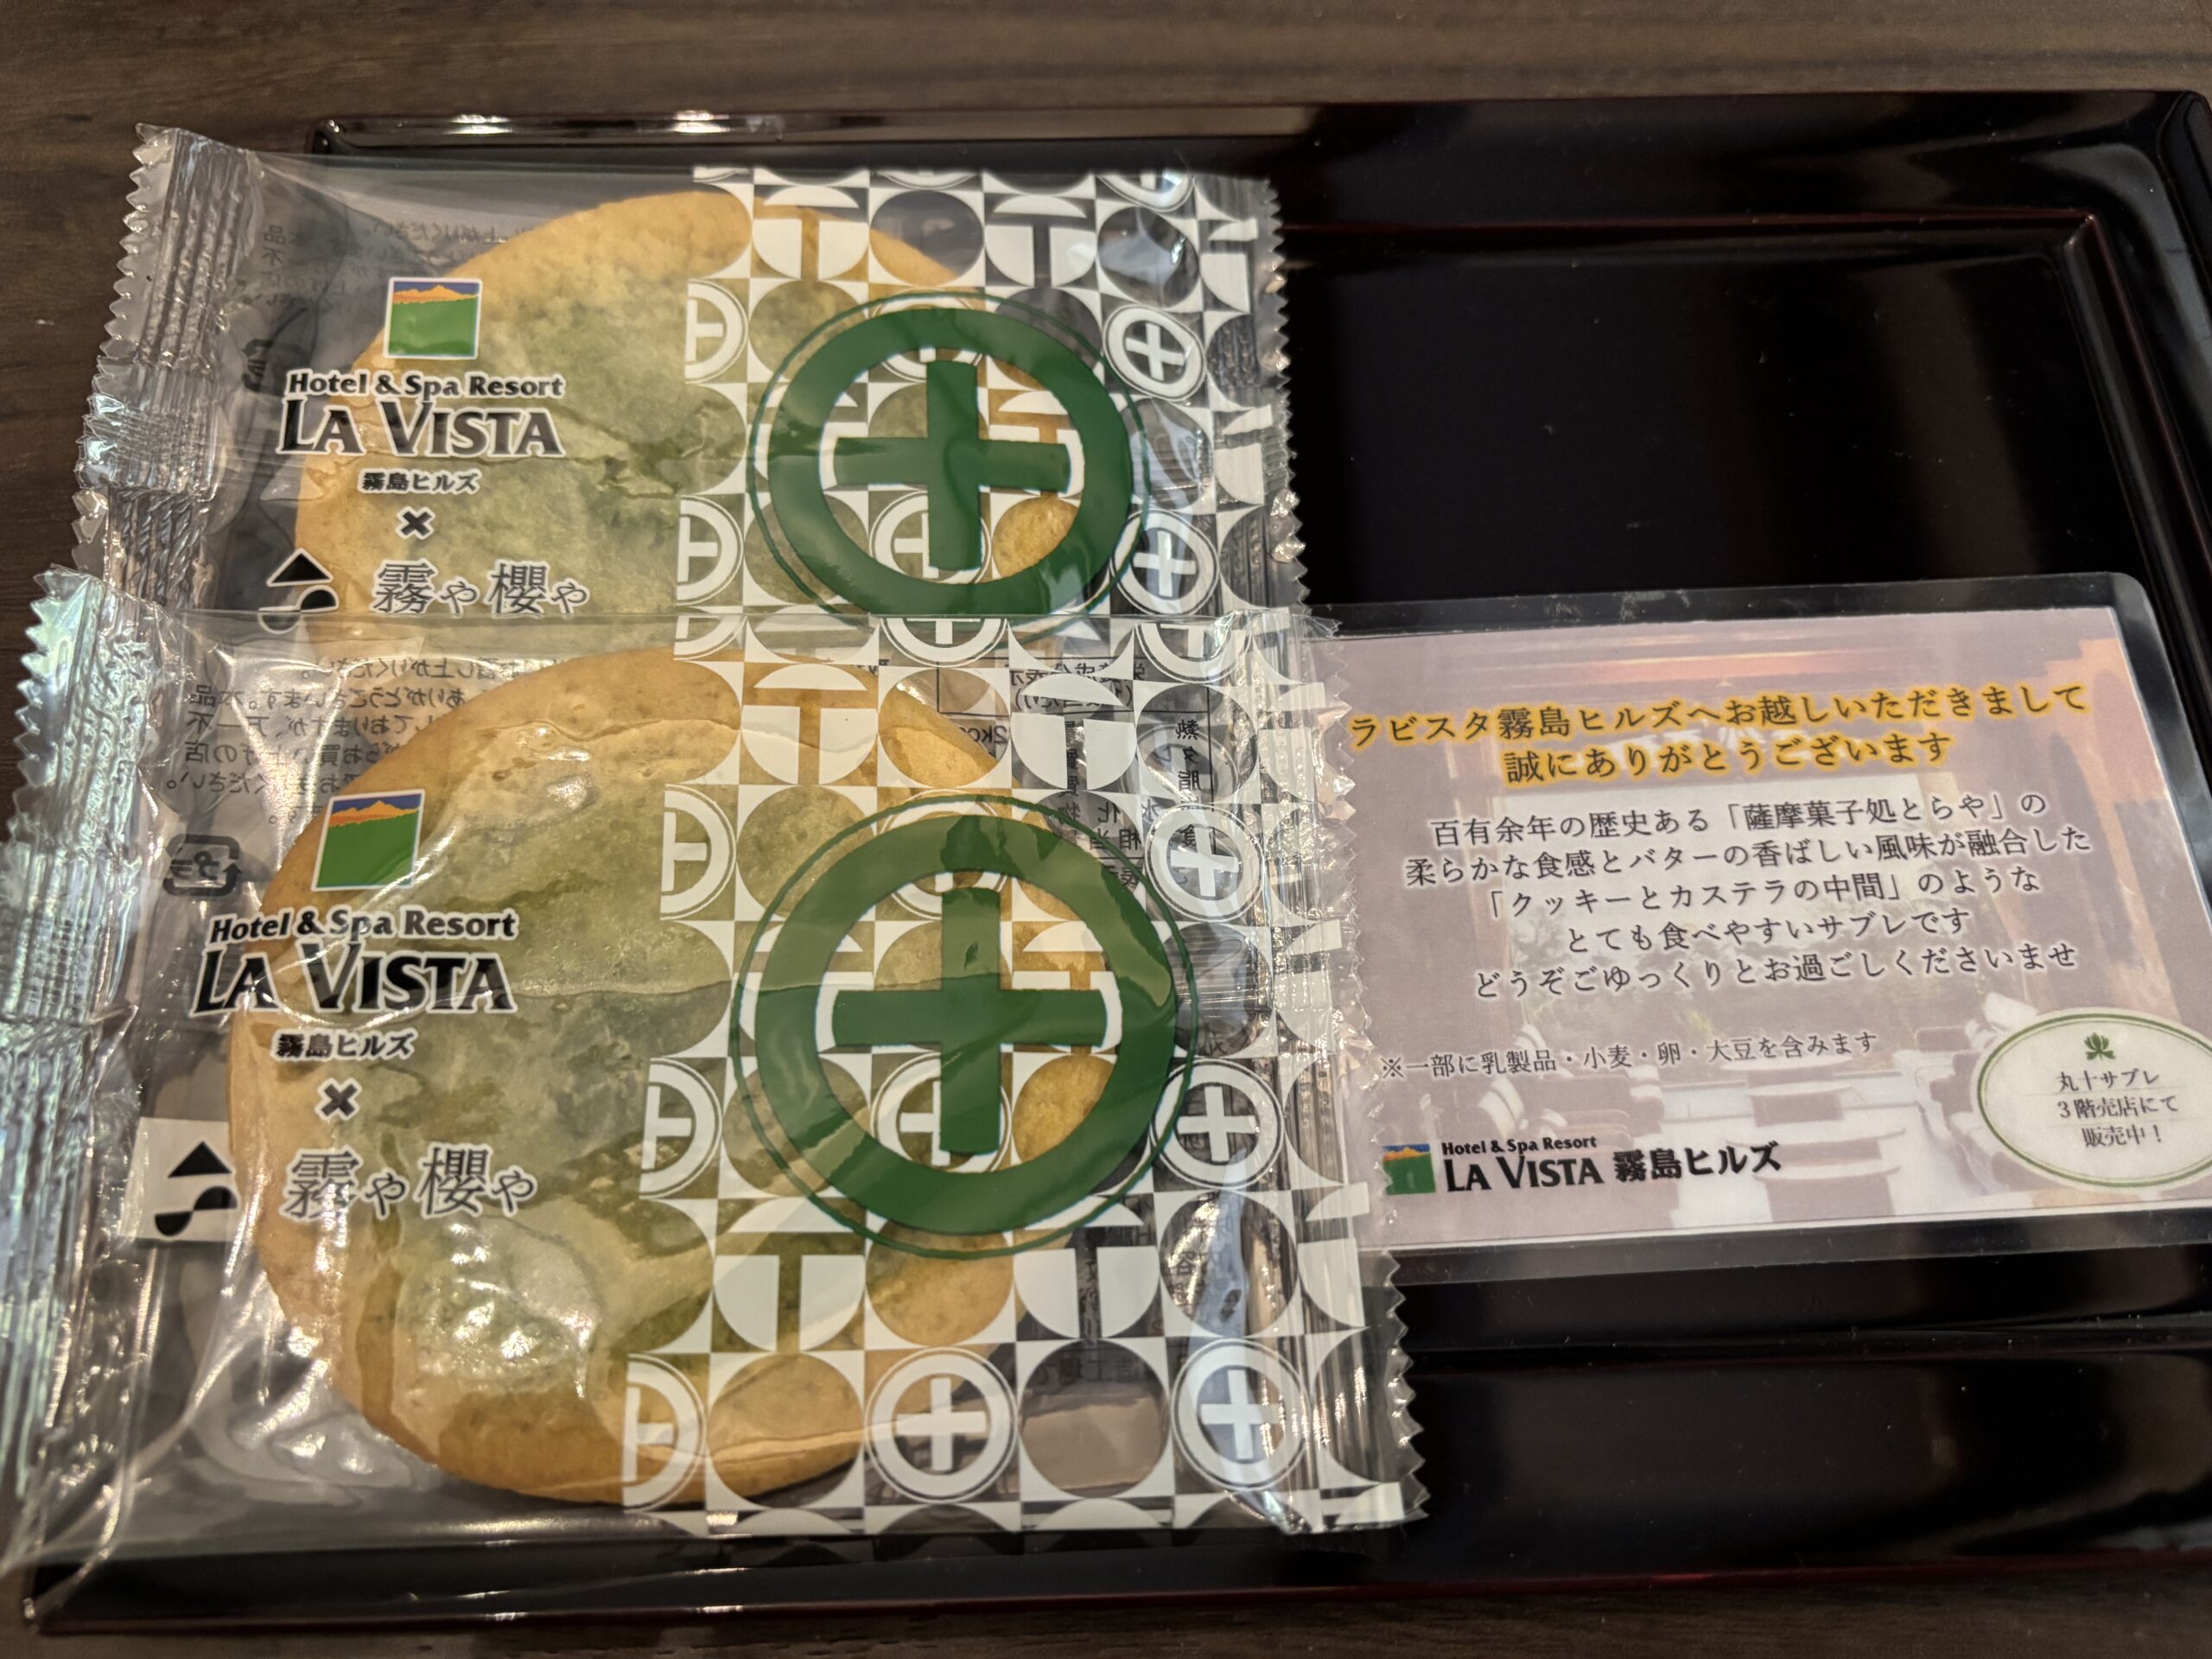 Hotel & Spa Resort
LA VISTA
霧島ヒルズ
×
霧や櫻や
Hotel & Spa Resort
LA VISTA
霧島ヒルズ
×
霧や櫻や
プラ
ラビスタ霧島ヒルズへお越しいただきまして
誠にありがとうございます
百有余年の歴史ある「薩摩菓子処とらや」の
柔らかな食感とバターの香ばしい風味が融合した
「クッキーとカステラの中間」のような
とても食べやすいサブレです
どうぞごゆっくりとお過ごしくださいませ
※一部に乳製品・小麦・卵・大豆を含みます
Hotel & Spa Resort
LA VISTA 霧島ヒルズ
丸十サブレ
3階売店にて
販売中！